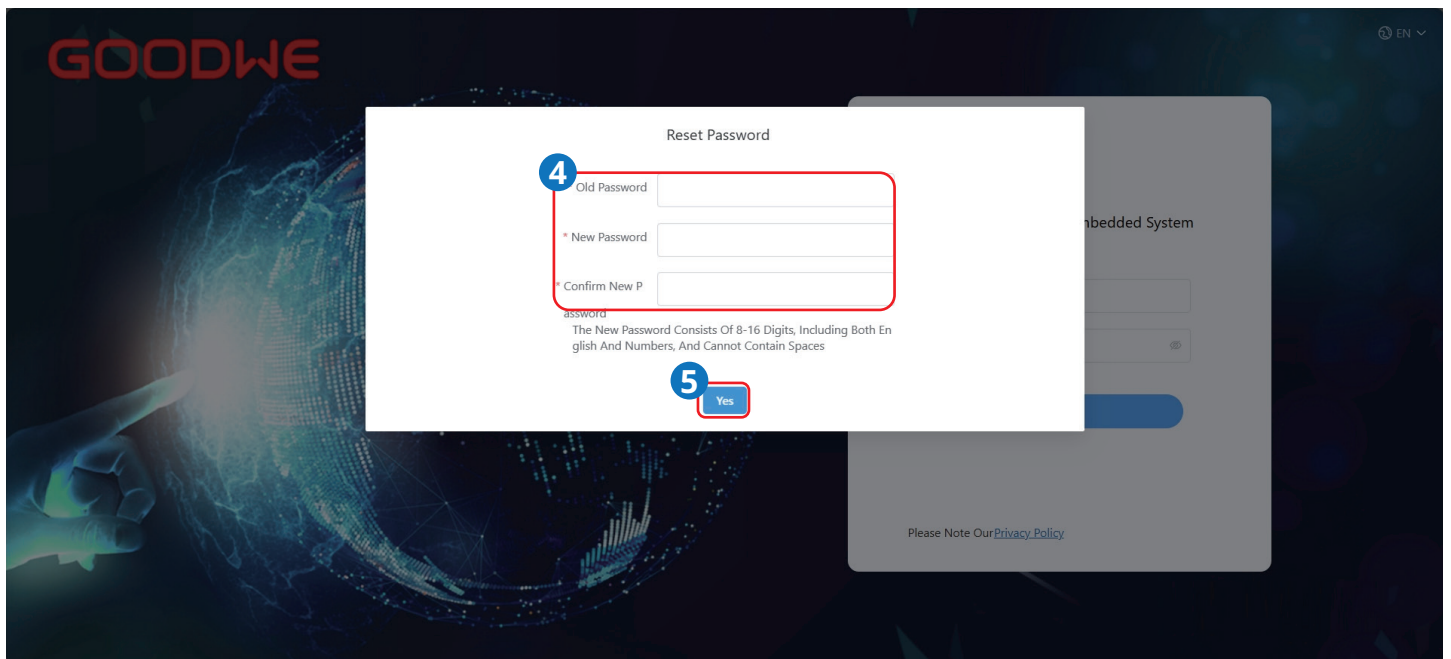 GOODWE
EN
Reset Password
4
Old Password
* New Password
* Confirm New P
assword
The New Password Consists Of 8-16 Digits, Including Both En
glish And Numbers, And Cannot Contain Spaces
5
Yes
bedded System
Please Note Our Privacy Policy